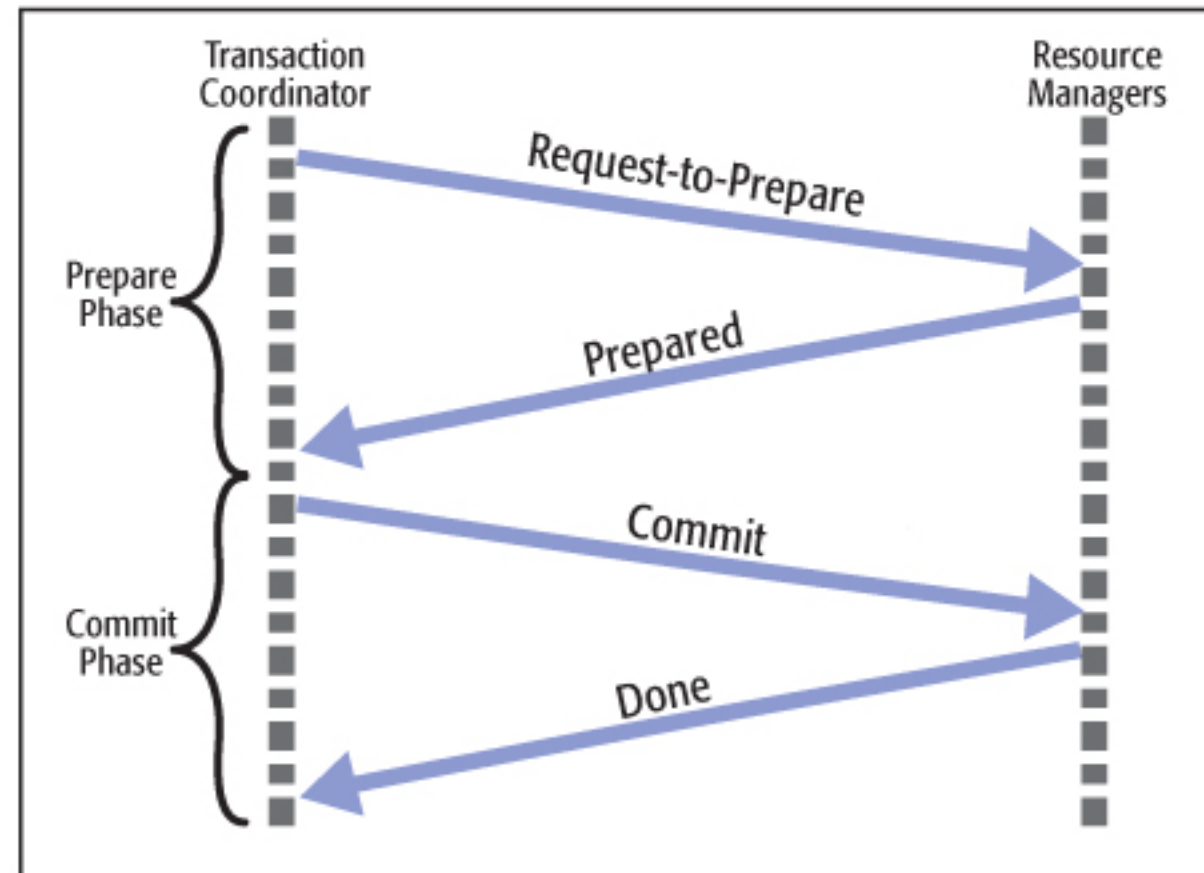 Transaction
Coordinator
Resource
Managers
Request-to-Prepare
Prepare
Phase
Prepared
Commit
Commit
Phase
Done